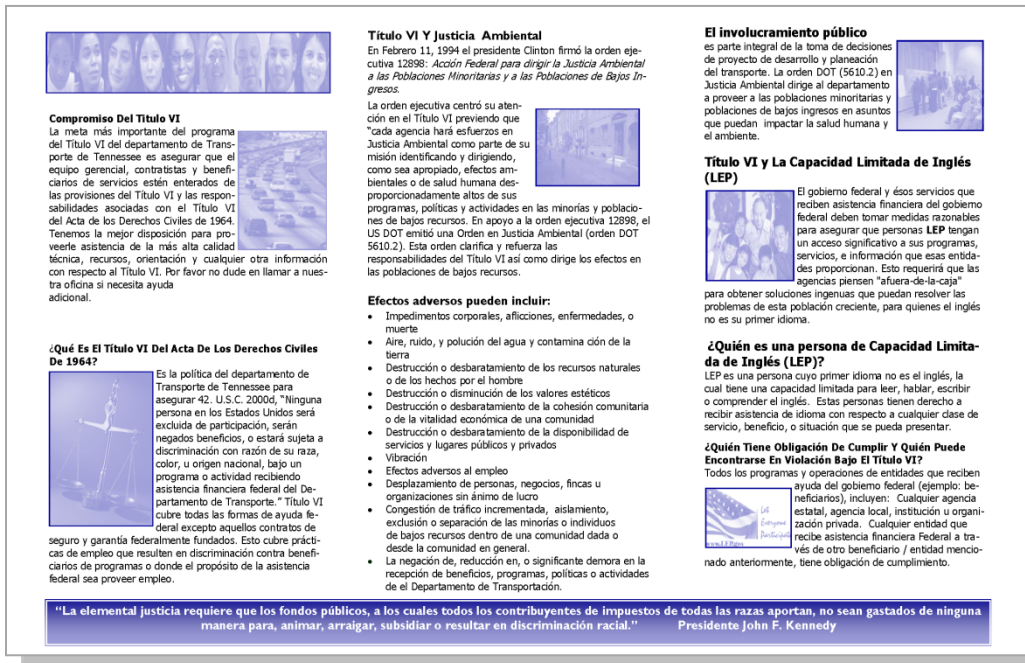 Compromiso Del Titulo VI
La meta más importante del programa
del Título VI del departamento de Trans-
porte de Tennessee es asegurar que el
equipo gerencial, contratistas y benefi-
ciarios de servicios estén enterados de
las provisiones del Título VI y las respon-
sabilidades asociadas con el Título VI
del Acta de los Derechos Civiles de 1964.
Tenemos la mejor disposición para pro-
veerle asistencia de la más alta calidad
técnica, recursos, orientación y cualquier otra información
con respecto al Título VI. Por favor no dude en llamar a nues-
tra oficina si necesita ayuda
adicional.
¿Qué Es El Título VI Del Acta De Los Derechos Civiles
De 1964?
Es la política del departamento de
Transporte de Tennessee para
asegurar 42. U.S.C. 2000d, “Ninguna
persona en los Estados Unidos será
excluida de participación, serán
negados beneficios, o estará sujeta a
discriminación con razón de su raza,
color, u origen nacional, bajo un
programa o actividad recibiendo
asistencia financiera federal del De-
partamento de Transporte.” Título VI
cubre todas las formas de ayuda fe-
deral excepto aquellos contratos de
seguro y garantía federalmente fundados. Esto cubre prácti-
cas de empleo que resulten en discriminación contra benefi-
ciarios de programas o donde el propósito de la asistencia
federal sea proveer empleo.
Título VI Y Justicia Ambiental
En Febrero 11, 1994 el presidente Clinton firmó la orden eje-
cutiva 12898: Acción Federal para dirigir la Justicia Ambiental
a las Poblaciones Minoritarias y a las Poblaciones de Bajos In-
gresos.
La orden ejecutiva centró su aten-
ción en el Título VI previendo que
“cada agencia hará esfuerzos en
Justicia Ambiental como parte de su
misión identificando y dirigiendo,
como sea apropiado, efectos am-
bientales o de salud humana des-
proporcionadamente altos de sus
programas, políticas y actividades en las minorías y poblacio-
nes de bajos recursos. En apoyo a la orden ejecutiva 12898, el
US DOT emitió una Orden en Justicia Ambiental (orden DOT
5610.2). Esta orden clarifica y refuerza las
responsabilidades del Título VI así como dirige los efectos en
las poblaciones de bajos recursos.
Efectos adversos pueden incluir:
• Impedimentos corporales, aflicciones, enfermedades, o
muerte
• Aire, ruido, y polución del agua y contamina ción de la
tierra
• Destrucción o desbaratamiento de los recursos naturales
o de los hechos por el hombre
• Destrucción o disminución de los valores estéticos
• Destrucción o desbaratamiento de la cohesión comunitaria
o de la vitalidad económica de una comunidad
• Destrucción o desbaratamiento de la disponibilidad de
servicios y lugares públicos y privados
• Vibración
• Efectos adversos al empleo
• Desplazamiento de personas, negocios, fincas u
organizaciones sin ánimo de lucro
• Congestión de tráfico incrementada, aislamiento,
exclusión o separación de las minorías o individuos
de bajos recursos dentro de una comunidad dada o
desde la comunidad en general.
• La negación de, reducción en, o significante demora en la
recepción de beneficios, programas, políticas o actividades
de el Departamento de Transportación.
El involucramiento público
es parte integral de la toma de decisiones
de proyecto de desarrollo y planeación
del transporte. La orden DOT (5610.2) en
Justicia Ambiental dirige al departamento
a proveer a las poblaciones minoritarias y
poblaciones de bajos ingresos en asuntos
que puedan impactar la salud humana y
el ambiente.
Título VI y La Capacidad Limitada de Inglés
(LEP)
El gobierno federal y ésos servicios que
reciben asistencia financiera del gobierno
federal deben tomar medidas razonables
para asegurar que personas LEP tengan
un acceso significativo a sus programas,
servicios, e información que esas entida-
des proporcionan. Esto requerirá que las
agencias piensen "afuera-de-la-caja"
para obtener soluciones ingenuas que puedan resolver las
problemas de esta población creciente, para quienes el inglés
no es su primer idioma.
¿Quién es una persona de Capacidad Limita-
da de Inglés (LEP)?
LEP es una persona cuyo primer idioma no es el inglés, la
cual tiene una capacidad limitada para leer, hablar, escribir
o comprender el inglés. Estas personas tienen derecho a
recibir asistencia de idioma con respecto a cualquier clase de
servicio, beneficio, o situación que se pueda presentar.
¿Quién Tiene Obligación De Cumplir Y Quién Puede
Encontrarse En Violación Bajo El Título VI?
Todos los programas y operaciones de entidades que reciben
ayuda del gobierno federal (ejemplo: be-
neficiarios), incluyen: Cualquier agencia
estatal, agencia local, institución u organi-
zación privada. Cualquier entidad que
recibe asistencia financiera Federal a tra-
vés de otro beneficiario / entidad mencio-
nado anteriormente, tiene obligación de cumplimiento.
Let
Everyone
Participate
www.LEP.gov
“La elemental justicia requiere que los fondos públicos, a los cuales todos los contribuyentes de impuestos de todas las razas aportan, no sean gastados de ninguna
manera para, animar, arraigar, subsidiar o resultar en discriminación racial.” Presidente John F. Kennedy